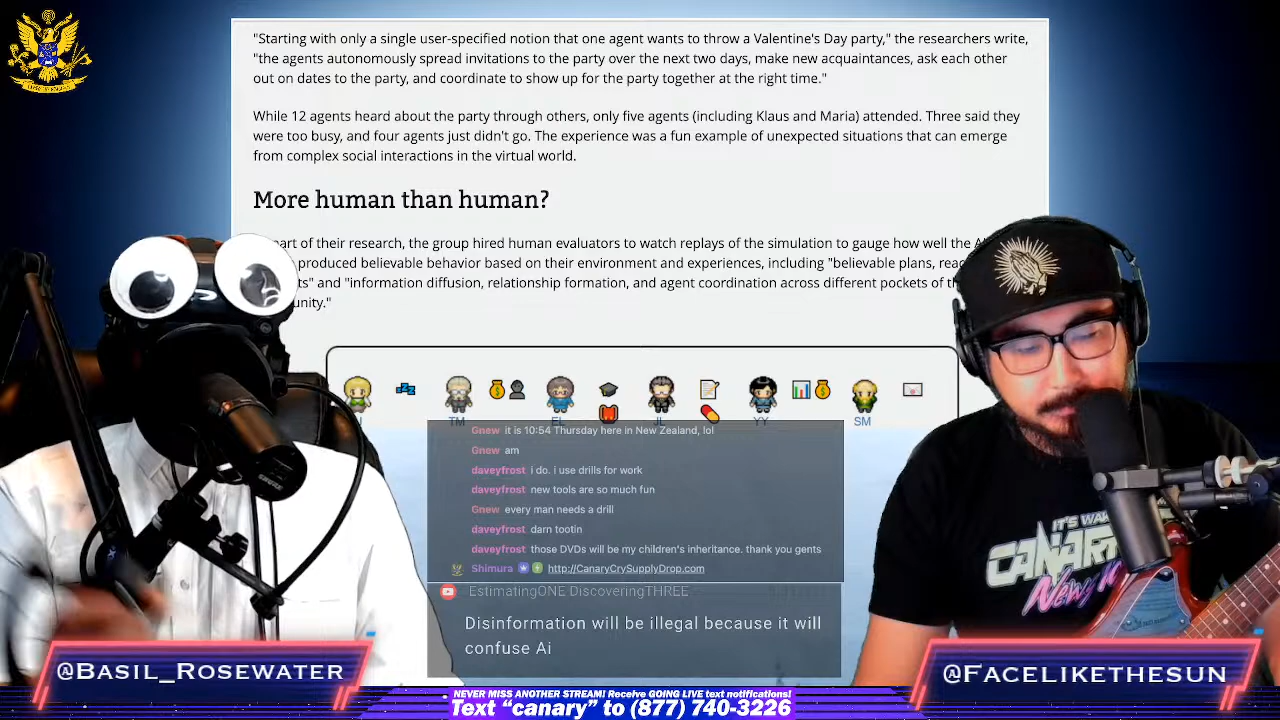 "Starting with only a single user-specified notion that one agent wants to throw a Valentine's Day party," the researchers write,
"the agents autonomously spread invitations to the party over the next two days, make new acquaintances, ask each other
out on dates to the party, and coordinate to show up for the party together at the right time."
While 12 agents heard about the party through others, only five agents (including Klaus and Maria) attended. Three said they
were too busy, and four agents just didn't go. The experience was a fun example of unexpected situations that can emerge
from complex social interactions in the virtual world.
More human than human?
part of their research, the group hired human evaluators to watch replays of the simulation to gauge how well the
produced believable behavior based on their environment and experiences, including "believable plans,
and "information diffusion, relationship formation, and agent coordination across different pockets of
TM
EL
JL
YY
SM
Gnew it is 10:54 Thursday here in New Zealand, lol
Gnew am
daveyfrost i do. i use drills for work
daveyfrost new tools are so much fun
Gnew every man needs a drill
daveyfrost darn tootin
daveyfrost those DVDs will be my children's inheritance. thank you gents
Shimura http://CanaryCrySupplyDrop.com
EstimatingONE DiscoveringTHREE
Disinformation will be illegal because it will
confuse Ai
SHURE
@Basil_Rosewater
@Facelikethesun
NEVER MISS ANOTHER STREAM! Receive GOING LIVE text notifications!
Text "canary" to (877) 740-3226